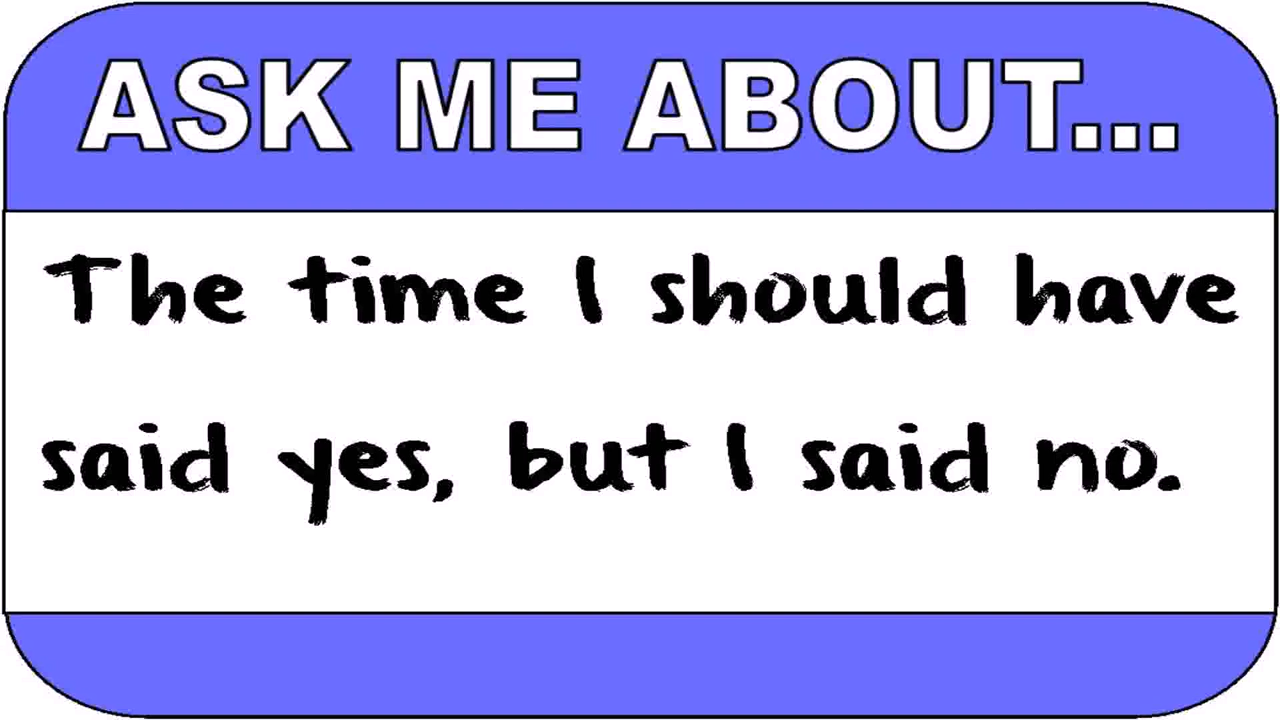 ASK ME ABOUT...
The time I should have
said yes, but I said no.